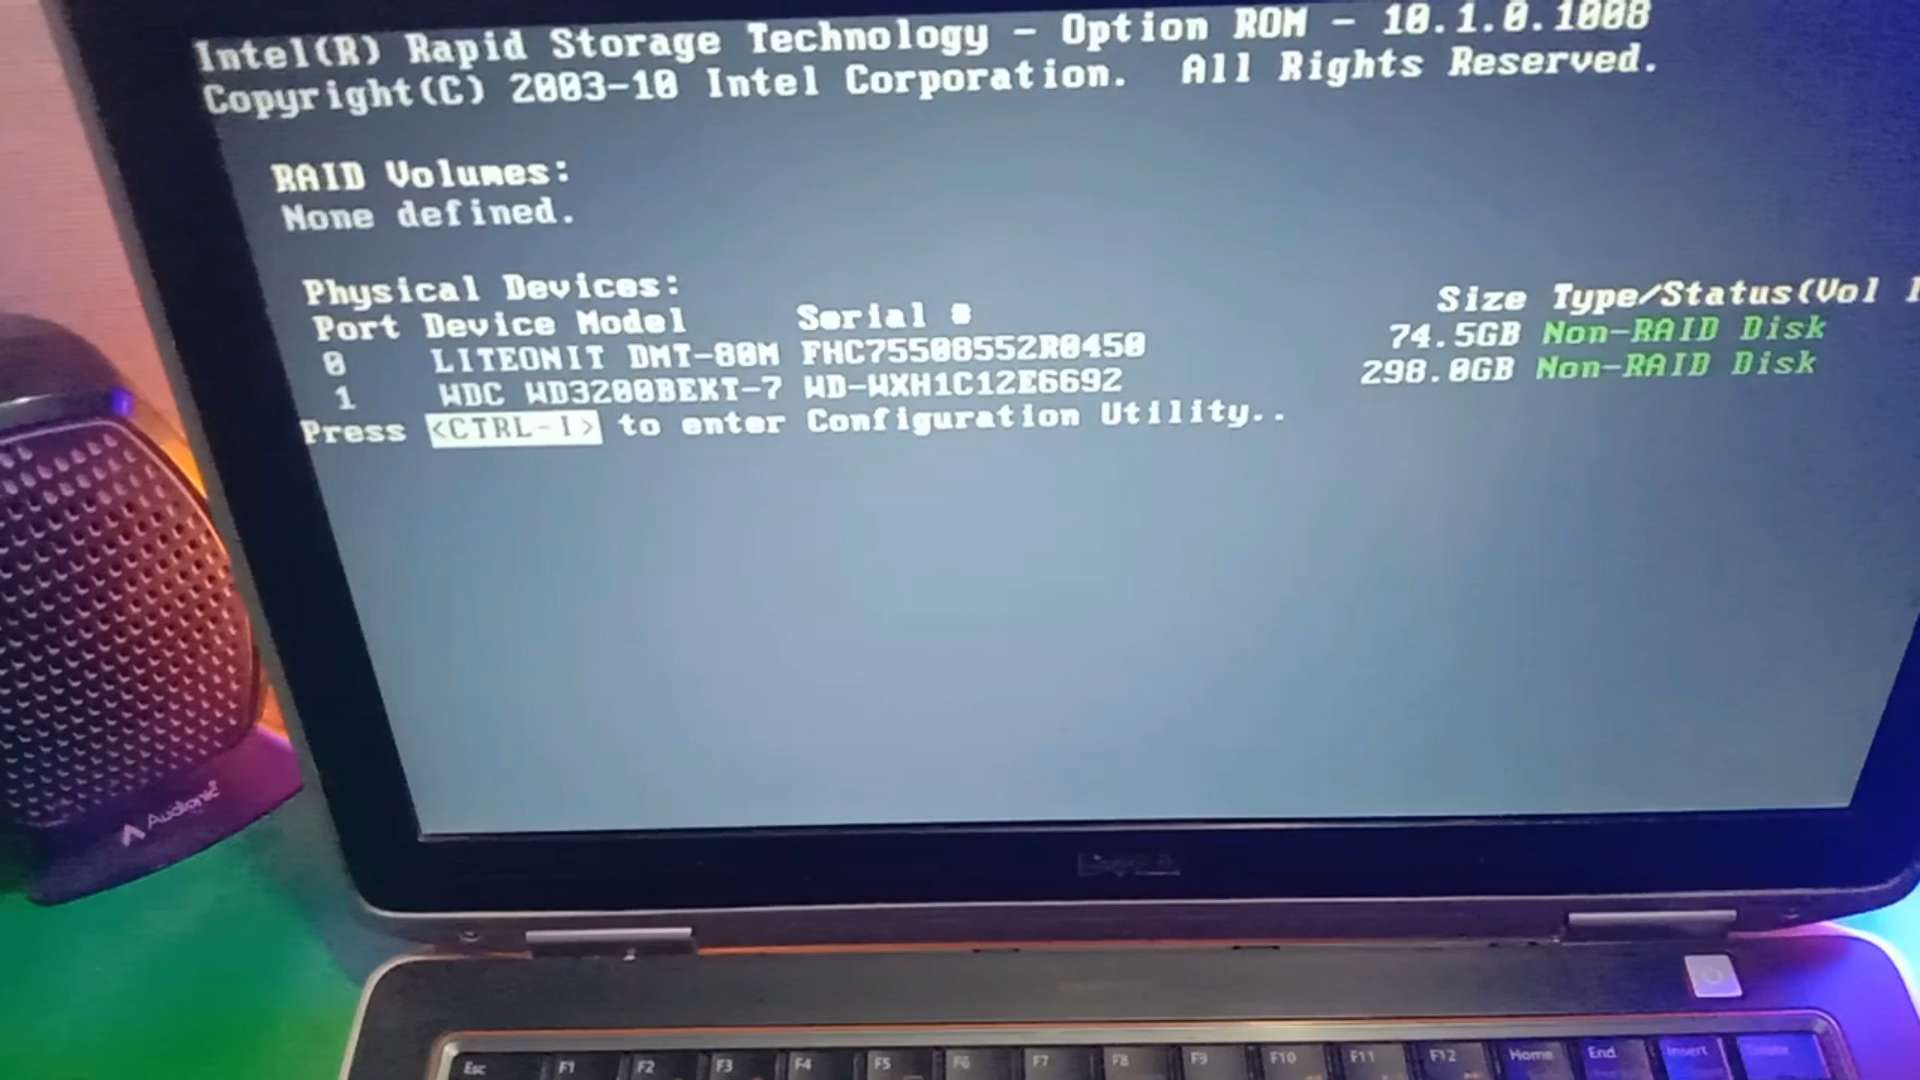 Intel(R) Rapid Storage Technology - Option ROM - 10.1.0.1008
Copyright(C) 2003-10 Intel Corporation. All Rights Reserved.
RAID Volumes:
None defined.
Physical Devices:
Port Device Model Serial # Size Type/Status(Vol
0 LITEONIT DMT-80M FHC75508552R0450 74.5GB Non-RAID Disk
1 WDC WD3200BEKT-7 WD-WXH1C12E6692 298.0GB Non-RAID Disk
Press <CTRL-I> to enter Configuration Utility..
Audionic
DELL
Esc F1 F2 F3 F4 F5 F6 F7 F8 F9 F10 F11 F12 Home End Insert Delete